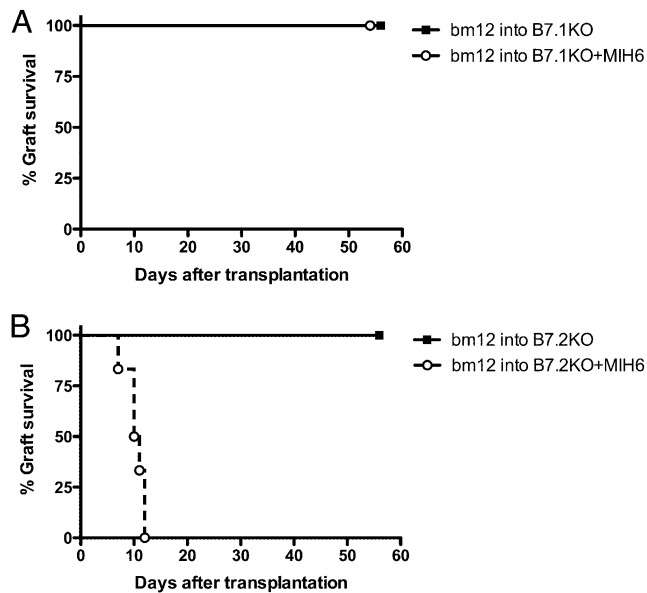 A
% Graft survival
100
75
50
25
0
0 10 20 30 40 50 60
Days after transplantation
bm12 into B7.1KO
bm12 into B7.1KO+MIH6
B
% Graft survival
100
75
50
25
0
0 10 20 30 40 50 60
Days after transplantation
bm12 into B7.2KO
bm12 into B7.2KO+MIH6